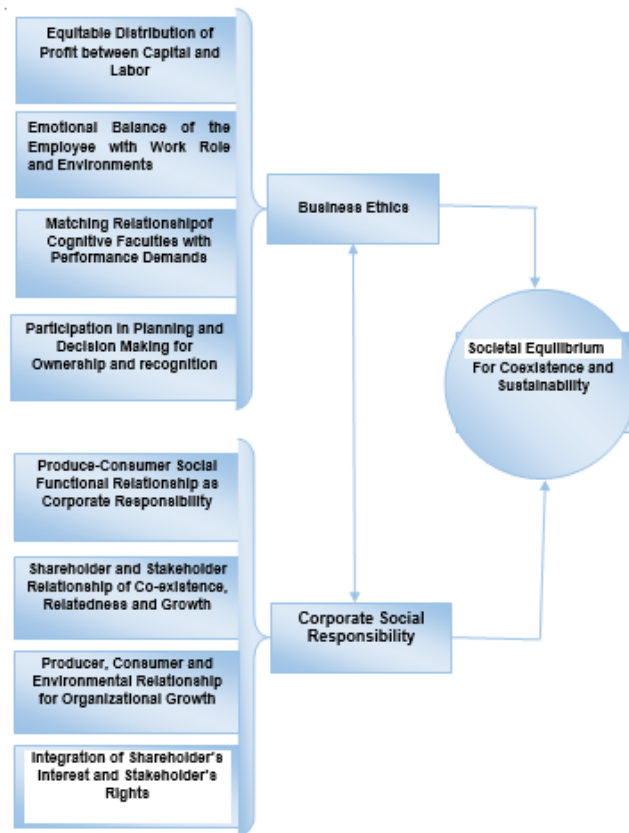 Equitable Distribution of
Profit between Capital and
Labor
Emotional Balance of the
Employee with Work Role
and Environments
Matching Relationshipof
Cognitive Faculties with
Performance Demands
Participation in Planning and
Decision Making for
Ownership and recognition
Business Ethics
Societal Equilibrium
For Coexistence and
Sustainability
Produce-Consumer Social
Functional Relationship as
Corporate Responsibility
Shareholder and Stakeholder
Relationship of Co-existence,
Relatedness and Growth
Corporate Social
Responsibility
Producer, Consumer and
Environmental Relationship
for Organizational Growth
Integration of Shareholder's
Interest and Stakeholder's
Rights